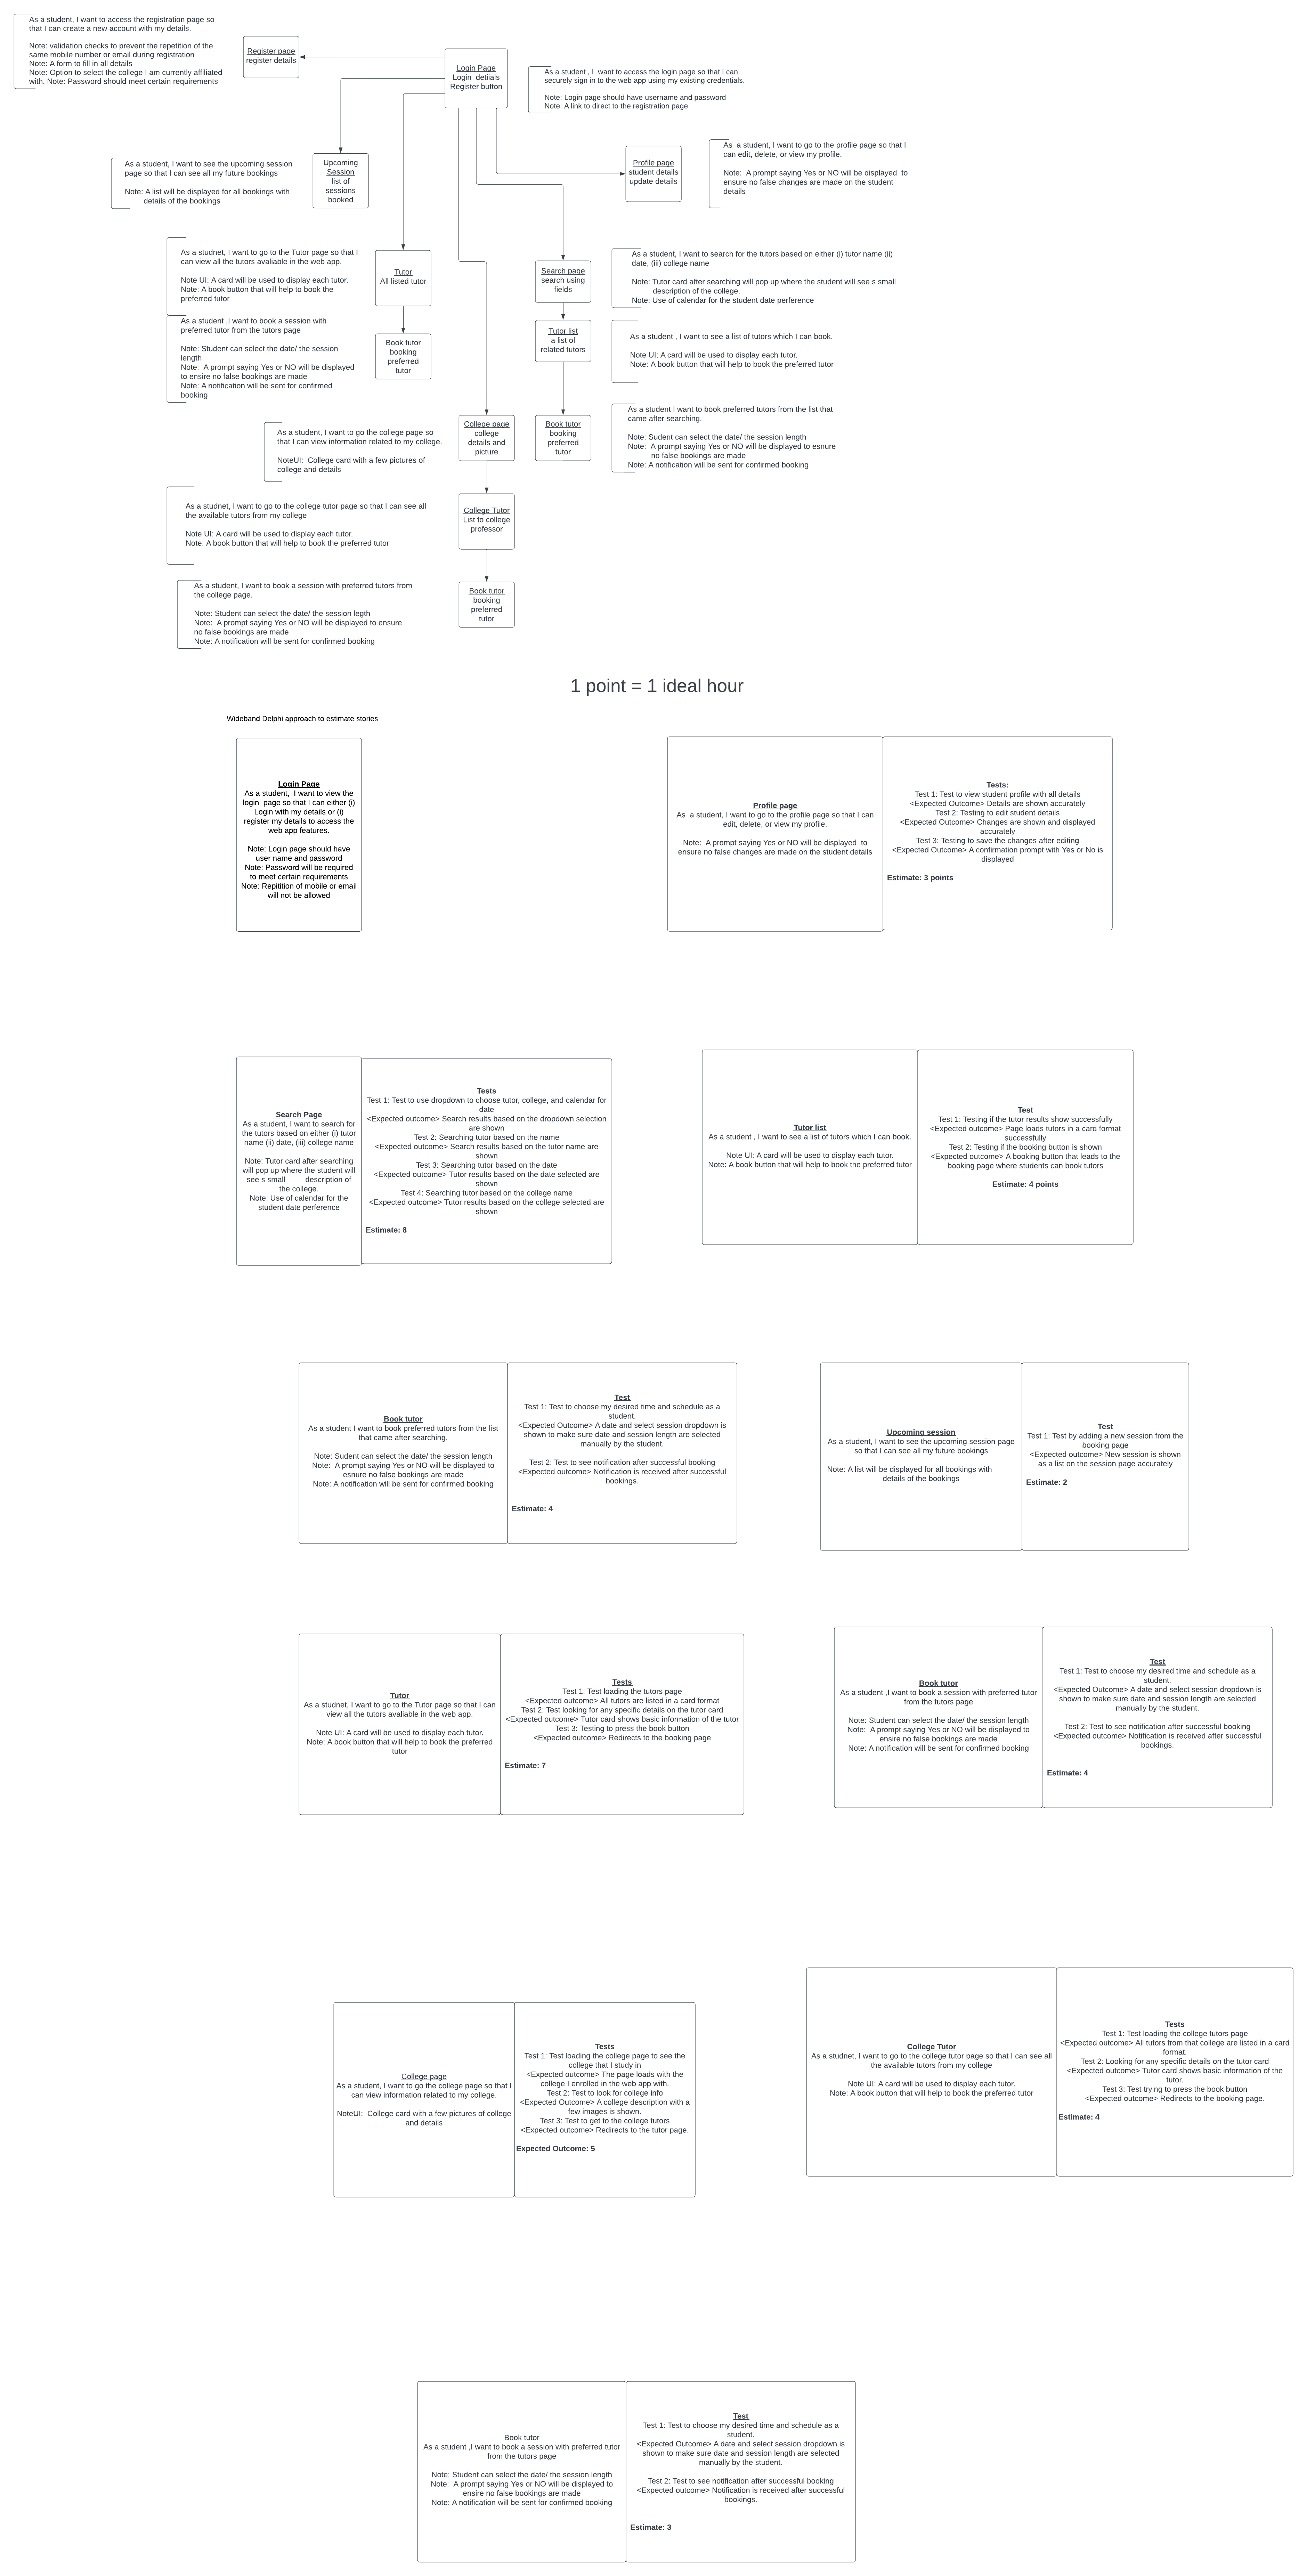 As a student, I want to access the registration page so
that I can create a new account with my details.
Note: validation checks to prevent the repetition of the
same mobile number or email during registration
Note: A form to fill in all details
Note: Option to select the college I am currently affiliated
with. Note: Password should meet certain requirements
Register page
register details
Login Page
Login  detiials
Register button
As a student , I  want to access the login page so that I can
securely sign in to the web app using my existing credentials.
Note: Login page should have username and password
Note: A link to direct to the registration page
As a student, I want to see the upcoming session
page so that I can see all my future bookings
Note: A list will be displayed for all bookings with
details of the bookings
Upcoming
Session
list of
sessions
booked
Profile page
student details
update details
As  a student, I want to go to the profile page so that I
can edit, delete, or view my profile.
Note:  A prompt saying Yes or NO will be displayed  to
ensure no false changes are made on the student
details
As a studnet, I want to go to the Tutor page so that I
can view all the tutors avaliable in the web app.
Note UI: A card will be used to display each tutor.
Note: A book button that will help to book the
preferred tutor
Tutor
All listed tutor
Search page
search using
fields
As a student, I want to search for the tutors based on either (i) tutor name (ii)
date, (iii) college name
Note: Tutor card after searching will pop up where the student will see s small
description of the college.
Note: Use of calendar for the student date perference
As a student ,I want to book a session with
preferred tutor from the tutors page
Note: Student can select the date/ the session
length
Note:  A prompt saying Yes or NO will be displayed
to ensire no false bookings are made
Note: A notification will be sent for confirmed
booking
Book tutor
booking
preferred
tutor
Tutor list
a list of
related tutors
As a student , I want to see a list of tutors which I can book.
Note UI: A card will be used to display each tutor.
Note: A book button that will help to book the preferred tutor
As a student, I want to go the college page so
that I can view information related to my college.
NoteUI:  College card with a few pictures of
college and details
College page
college
details and
picture
Book tutor
booking
preferred
tutor
As a student I want to book preferred tutors from the list that
came after searching.
Note: Sudent can select the date/ the session length
Note:  A prompt saying Yes or NO will be displayed to esnure
no false bookings are made
Note: A notification will be sent for confirmed booking
As a studnet, I want to go to the college tutor page so that I can see all
the available tutors from my college
Note UI: A card will be used to display each tutor.
Note: A book button that will help to book the preferred tutor
College Tutor
List fo college
professor
As a student, I want to book a session with preferred tutors from
the college page.
Note: Student can select the date/ the session legth
Note:  A prompt saying Yes or NO will be displayed to ensure
no false bookings are made
Note: A notification will be sent for confirmed booking
Book tutor
booking
preferred
tutor
1 point = 1 ideal hour
Wideband Delphi approach to estimate stories
Login Page
As a student,  I want to view the
login  page so that I can either (i)
Login with my details or (i)
register my details to access the
web app features.
Note: Login page should have
user name and password
Note: Password will be required
to meet certain requirements
Note: Repitition of mobile or email
will not be allowed
Profile page
As  a student, I want to go to the profile page so that I can
edit, delete, or view my profile.
Note:  A prompt saying Yes or NO will be displayed  to
ensure no false changes are made on the student details
Tests:
Test 1: Test to view student profile with all details
<Expected Outcome> Details are shown accurately
Test 2: Testing to edit student details
<Expected Outcome> Changes are shown and displayed
accurately
Test 3: Testing to save the changes after editing
<Expected Outcome> A confirmation prompt with Yes or No is
displayed
Estimate: 3 points
Search Page
As a student, I want to search for
the tutors based on either (i) tutor
name (ii) date, (iii) college name
Note: Tutor card after searching
will pop up where the student will
see s small          description of
the college.
Note: Use of calendar for the
student date perference
Tests
Test 1: Test to use dropdown to choose tutor, college, and calendar for
date
<Expected outcome> Search results based on the dropdown selection
are shown
Test 2: Searching tutor based on the name
<Expected outcome> Search results based on the tutor name are
shown
Test 3: Searching tutor based on the date
<Expected outcome> Tutor results based on the date selected are
shown
Test 4: Searching tutor based on the college name
<Expected outcome> Tutor results based on the college selected are
shown
Estimate: 8
Tutor list
As a student , I want to see a list of tutors which I can book.
Note UI: A card will be used to display each tutor.
Note: A book button that will help to book the preferred tutor
Test
Test 1: Testing if the tutor results show successfully
<Expected outcome> Page loads tutors in a card format
successfully
Test 2: Testing if the booking button is shown
<Expected outcome> A booking button that leads to the
booking page where students can book tutors
Estimate: 4 points
Book tutor
As a student I want to book preferred tutors from the list
that came after searching.
Note: Sudent can select the date/ the session length
Note:  A prompt saying Yes or NO will be displayed to
esnure no false bookings are made
Note: A notification will be sent for confirmed booking
Test
Test 1: Test to choose my desired time and schedule as a
student.
<Expected Outcome> A date and select session dropdown is
shown to make sure date and session length are selected
manually by the student.
Test 2: Test to see notification after successful booking
<Expected outcome> Notification is received after successful
bookings.
Estimate: 4
Upcoming session
As a student, I want to see the upcoming session page
so that I can see all my future bookings
Note: A list will be displayed for all bookings with
details of the bookings
Test
Test 1: Test by adding a new session from the
booking page
<Expected outcome> New session is shown
as a list on the session page accurately
Estimate: 2
Tutor
As a studnet, I want to go to the Tutor page so that I can
view all the tutors avaliable in the web app.
Note UI: A card will be used to display each tutor.
Note: A book button that will help to book the preferred
tutor
Tests
Test 1: Test loading the tutors page
<Expected outcome> All tutors are listed in a card format
Test 2: Test looking for any specific details on the tutor card
<Expected outcome> Tutor card shows basic information of the tutor
Test 3: Testing to press the book button
<Expected outcome> Redirects to the booking page
Estimate: 7
Book tutor
As a student ,I want to book a session with preferred tutor
from the tutors page
Note: Student can select the date/ the session length
Note:  A prompt saying Yes or NO will be displayed to
ensire no false bookings are made
Note: A notification will be sent for confirmed booking
Test
Test 1: Test to choose my desired time and schedule as a
student.
<Expected Outcome> A date and select session dropdown is
shown to make sure date and session length are selected
manually by the student.
Test 2: Test to see notification after successful booking
<Expected outcome> Notification is received after successful
bookings.
Estimate: 4
College page
As a student, I want to go the college page so that I
can view information related to my college.
NoteUI:  College card with a few pictures of college
and details
Tests
Test 1: Test loading the college page to see the
college that I study in
<Expected outcome> The page loads with the
college I enrolled in the web app with.
Test 2: Test to look for college info
<Expected Outcome> A college description with a
few images is shown.
Test 3: Test to get to the college tutors
<Expected outcome> Redirects to the tutor page.
Expected Outcome: 5
College Tutor
As a studnet, I want to go to the college tutor page so that I can see all
the available tutors from my college
Note UI: A card will be used to display each tutor.
Note: A book button that will help to book the preferred tutor
Tests
Test 1: Test loading the college tutors page
<Expected outcome> All tutors from that college are listed in a card
format.
Test 2: Looking for any specific details on the tutor card
<Expected outcome> Tutor card shows basic information of the
tutor.
Test 3: Test trying to press the book button
<Expected outcome> Redirects to the booking page.
Estimate: 4
Book tutor
As a student ,I want to book a session with preferred tutor
from the tutors page
Note: Student can select the date/ the session length
Note:  A prompt saying Yes or NO will be displayed to
ensire no false bookings are made
Note: A notification will be sent for confirmed booking
Test
Test 1: Test to choose my desired time and schedule as a
student.
<Expected Outcome> A date and select session dropdown is
shown to make sure date and session length are selected
manually by the student.
Test 2: Test to see notification after successful booking
<Expected outcome> Notification is received after successful
bookings.
Estimate: 3